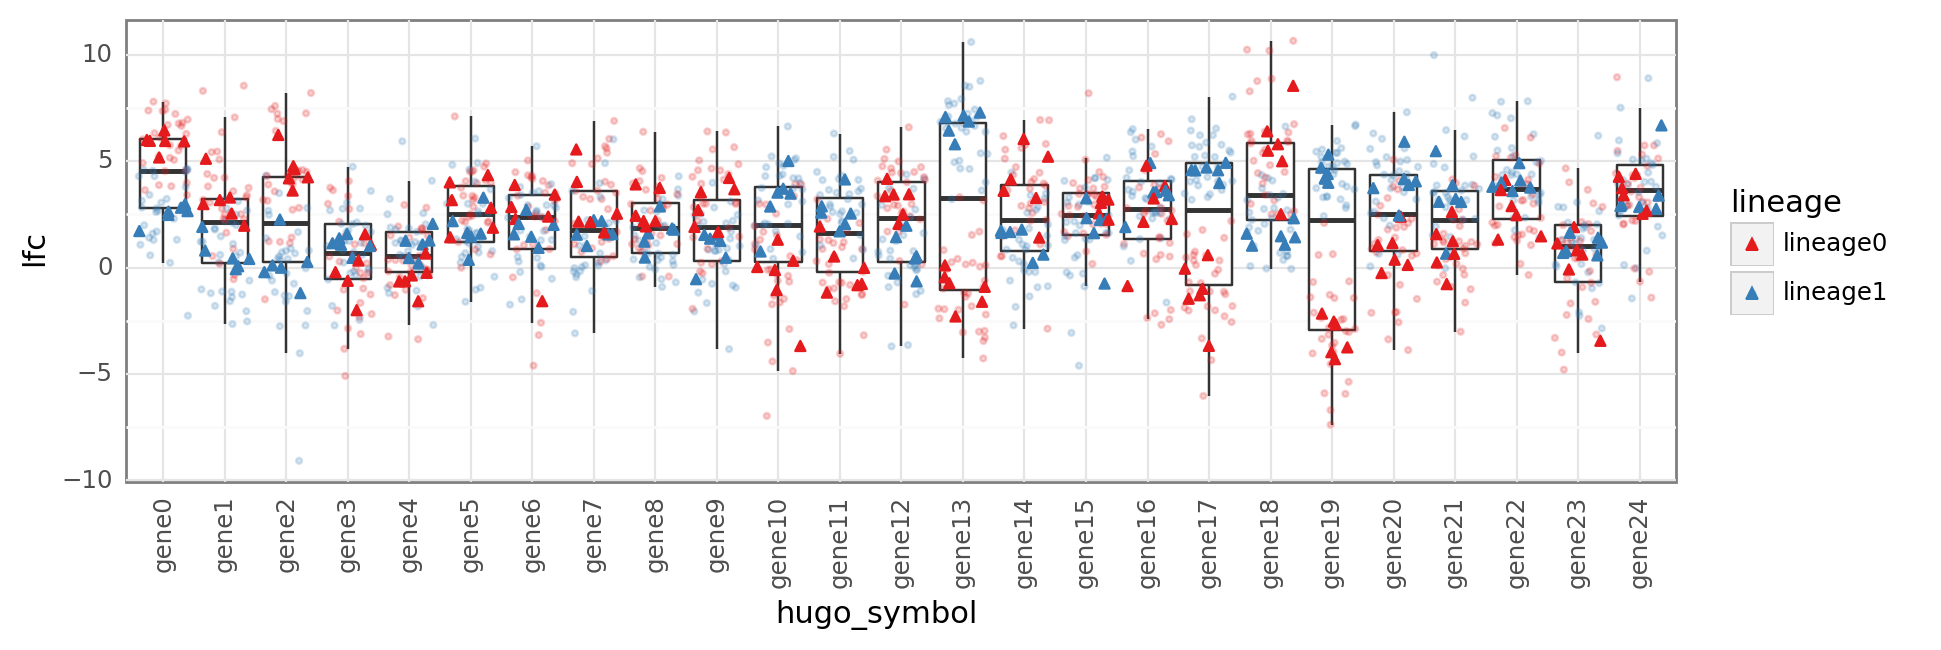 10
5
0
−5
−10
lfc
gene0
gene1
gene2
gene3
gene4
gene5
gene6
gene7
gene8
gene9
gene10
gene11
gene12
gene13
gene14
gene15
gene16
gene17
gene18
gene19
gene20
gene21
gene22
gene23
gene24
hugo_symbol
lineage
lineage0
lineage1